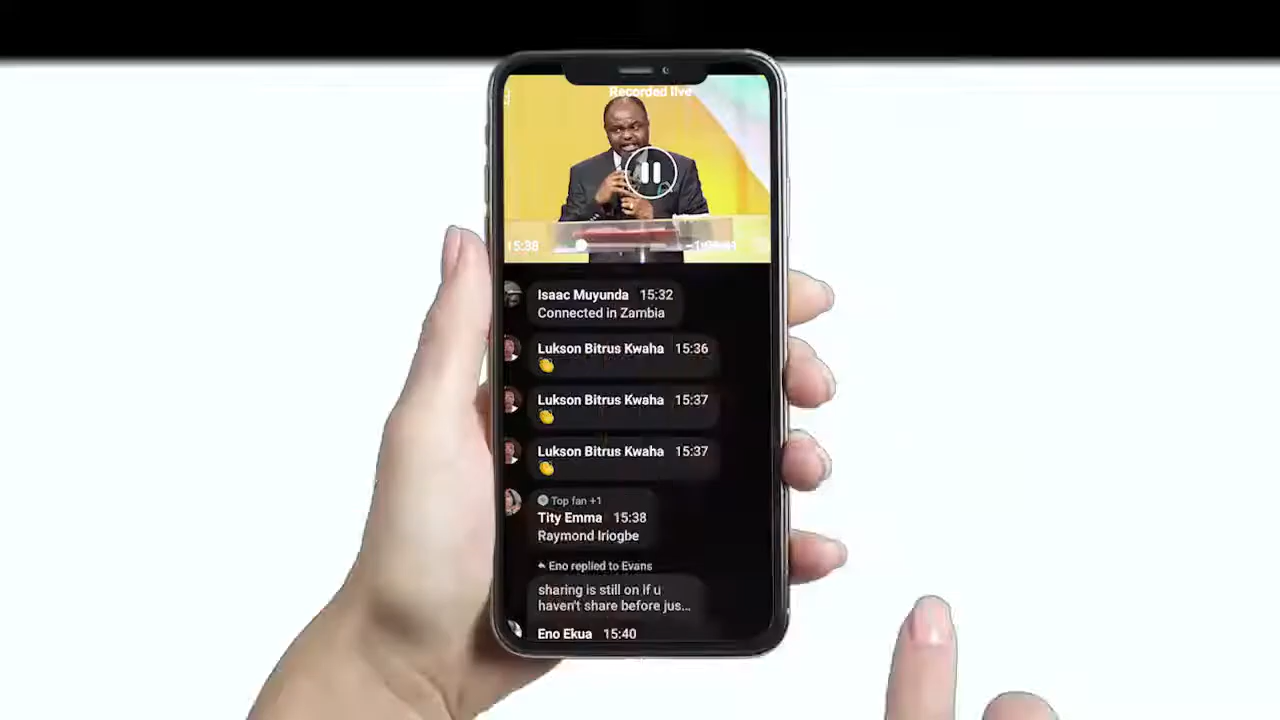 Recorded live
15:38
Isaac Muyunda 15:32
Connected in Zambia
Lukson Bitrus Kwaha 15:36
Lukson Bitrus Kwaha 15:37
Lukson Bitrus Kwaha 15:37
Top fan +1
Tity Emma 15:38
Raymond Iriogbe
Eno replied to Evans
sharing is still on if u
haven't share before jus...
Eno Ekua 15:40